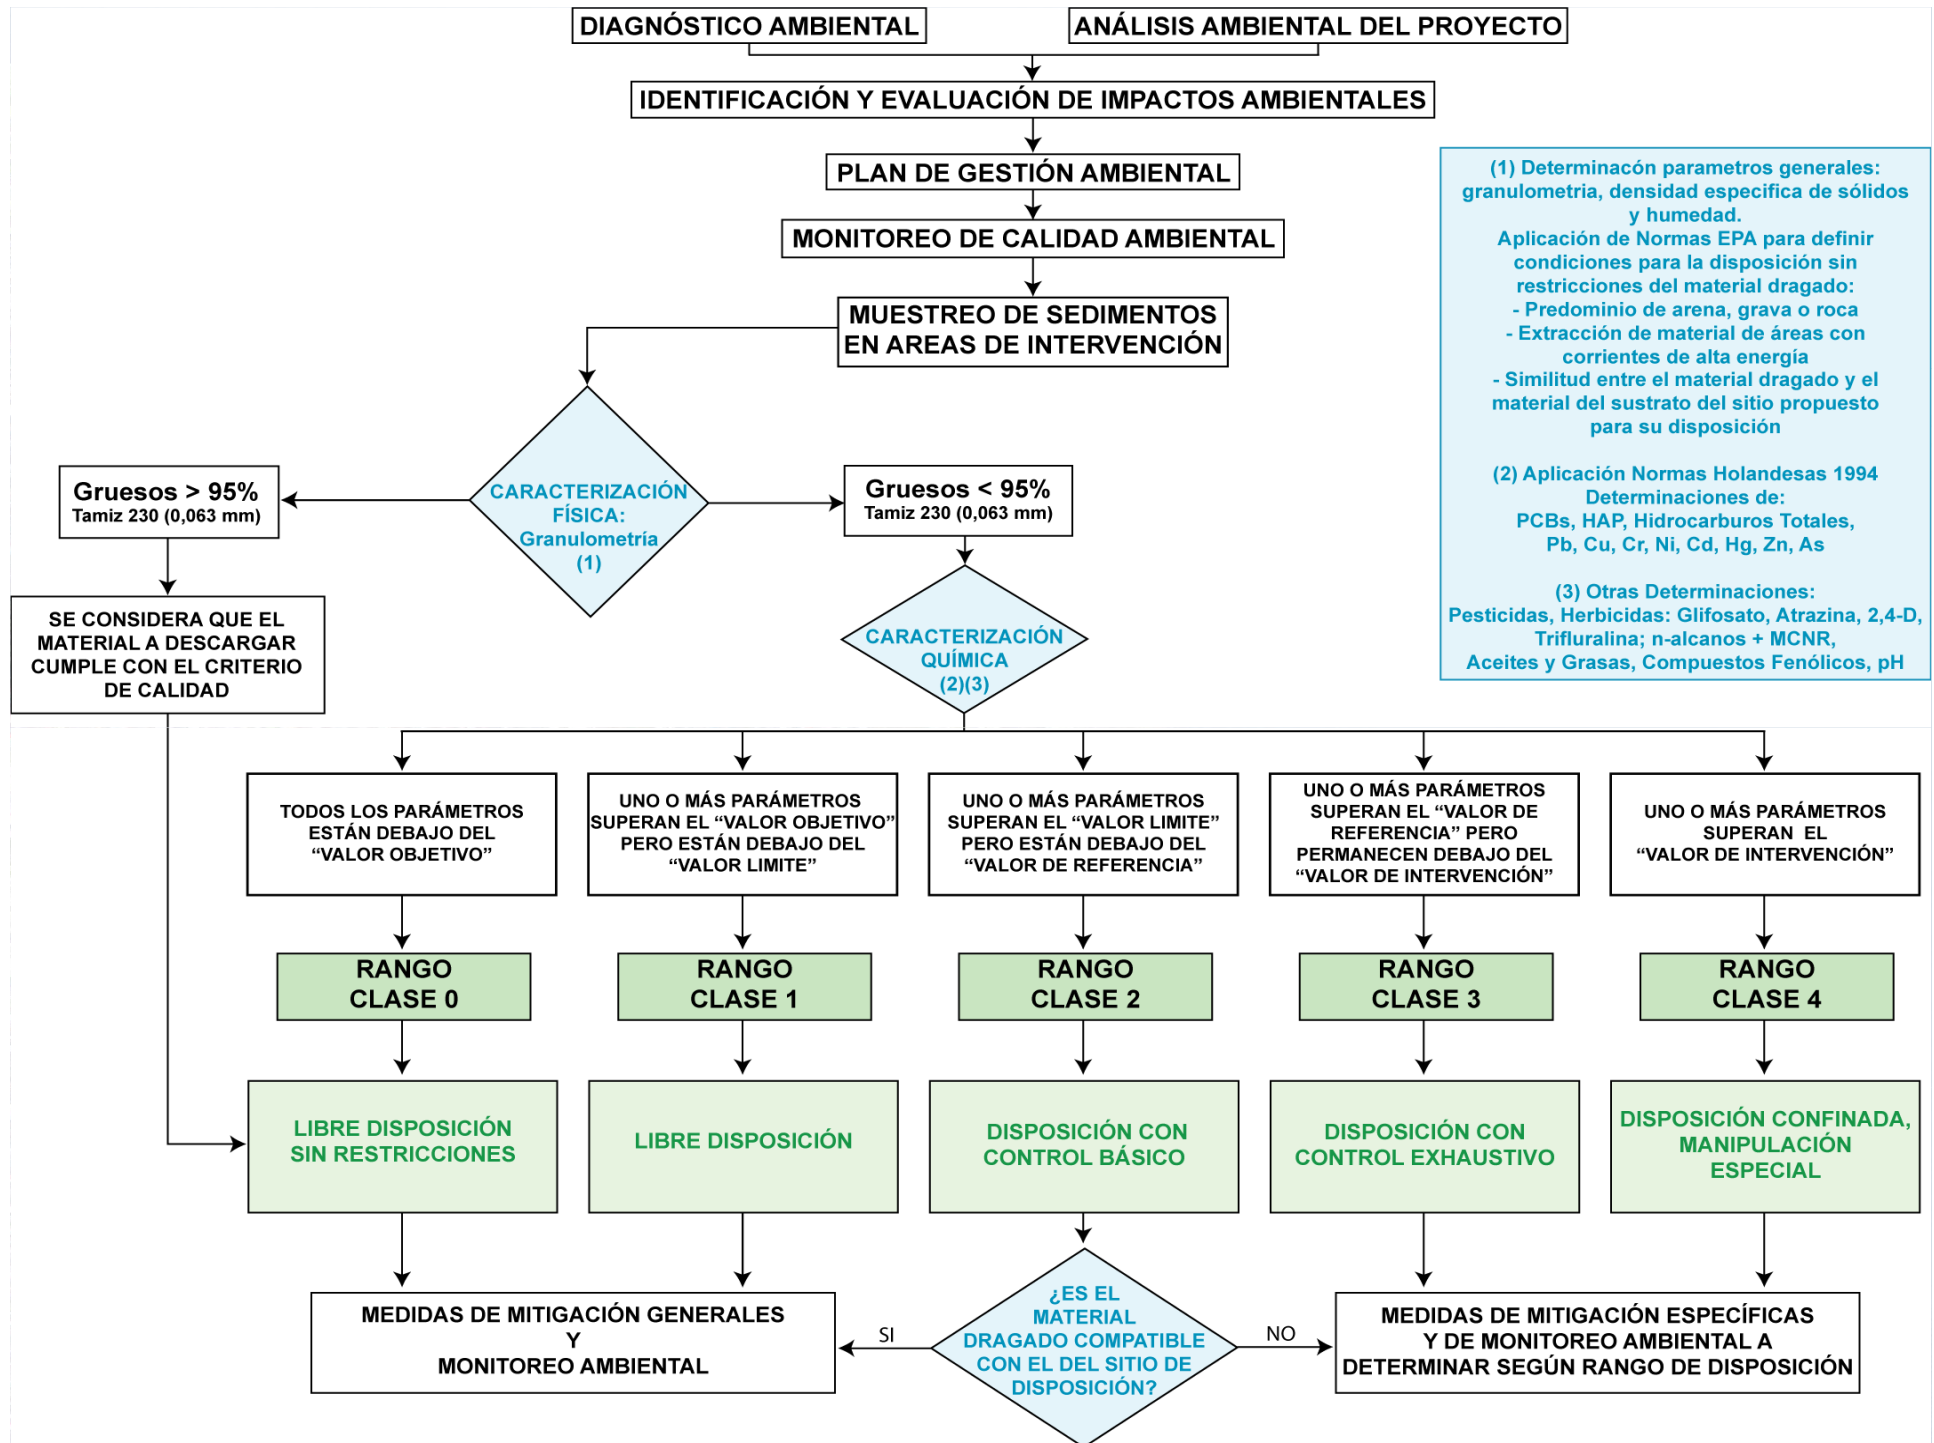 DIAGNÓSTICO AMBIENTAL
ANÁLISIS AMBIENTAL DEL PROYECTO
IDENTIFICACIÓN Y EVALUACIÓN DE IMPACTOS AMBIENTALES
PLAN DE GESTIÓN AMBIENTAL
MONITOREO DE CALIDAD AMBIENTAL
MUESTREO DE SEDIMENTOS
EN AREAS DE INTERVENCIÓN
(1) Determinacón parametros generales:
granulometria, densidad especifica de sólidos
y humedad.
Aplicación de Normas EPA para definir
condiciones para la disposición sin
restricciones del material dragado:
- Predominio de arena, grava o roca
- Extracción de material de áreas con
corrientes de alta energía
- Similitud entre el material dragado y el
material del sustrato del sitio propuesto
para su disposición
(2) Aplicación Normas Holandesas 1994
Determinaciones de:
PCBs, HAP, Hidrocarburos Totales,
Pb, Cu, Cr, Ni, Cd, Hg, Zn, As
(3) Otras Determinaciones:
Pesticidas, Herbicidas: Glifosato, Atrazina, 2,4-D,
Trifluralina; n-alcanos + MCNR,
Aceites y Grasas, Compuestos Fenólicos, pH
Gruesos > 95%
Tamiz 230 (0,063 mm)
CARACTERIZACIÓN
FÍSICA:
Granulometría
(1)
Gruesos < 95%
Tamiz 230 (0,063 mm)
SE CONSIDERA QUE EL
MATERIAL A DESCARGAR
CUMPLE CON EL CRITERIO
DE CALIDAD
CARACTERIZACIÓN
QUÍMICA
(2)(3)
TODOS LOS PARÁMETROS
ESTÁN DEBAJO DEL
“VALOR OBJETIVO”
UNO O MÁS PARÁMETROS
SUPERAN EL “VALOR OBJETIVO”
PERO ESTÁN DEBAJO DEL
“VALOR LIMITE”
UNO O MÁS PARÁMETROS
SUPERAN EL “VALOR LIMITE”
PERO ESTÁN DEBAJO DEL
“VALOR DE REFERENCIA”
UNO O MÁS PARÁMETROS
SUPERAN EL “VALOR DE
REFERENCIA” PERO
PERMANECEN DEBAJO DEL
“VALOR DE INTERVENCIÓN”
UNO O MÁS PARÁMETROS
SUPERAN EL
“VALOR DE INTERVENCIÓN”
RANGO
CLASE 0
RANGO
CLASE 1
RANGO
CLASE 2
RANGO
CLASE 3
RANGO
CLASE 4
LIBRE DISPOSICIÓN
SIN RESTRICCIONES
LIBRE DISPOSICIÓN
DISPOSICIÓN CON
CONTROL BÁSICO
DISPOSICIÓN CON
CONTROL EXHAUSTIVO
DISPOSICIÓN CONFINADA,
MANIPULACIÓN
ESPECIAL
MEDIDAS DE MITIGACIÓN GENERALES
Y
MONITOREO AMBIENTAL
SI
¿ES EL
MATERIAL
DRAGADO COMPATIBLE
CON EL DEL SITIO DE
DISPOSICIÓN?
NO
MEDIDAS DE MITIGACIÓN ESPECÍFICAS
Y DE MONITOREO AMBIENTAL A
DETERMINAR SEGÚN RANGO DE DISPOSICIÓN